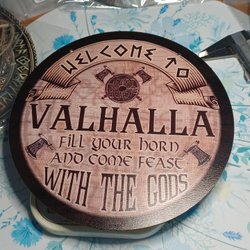 WELCOME TO
VALHALLA
FILL YOUR HORN
AND COME FEAST
WITH THE GODS